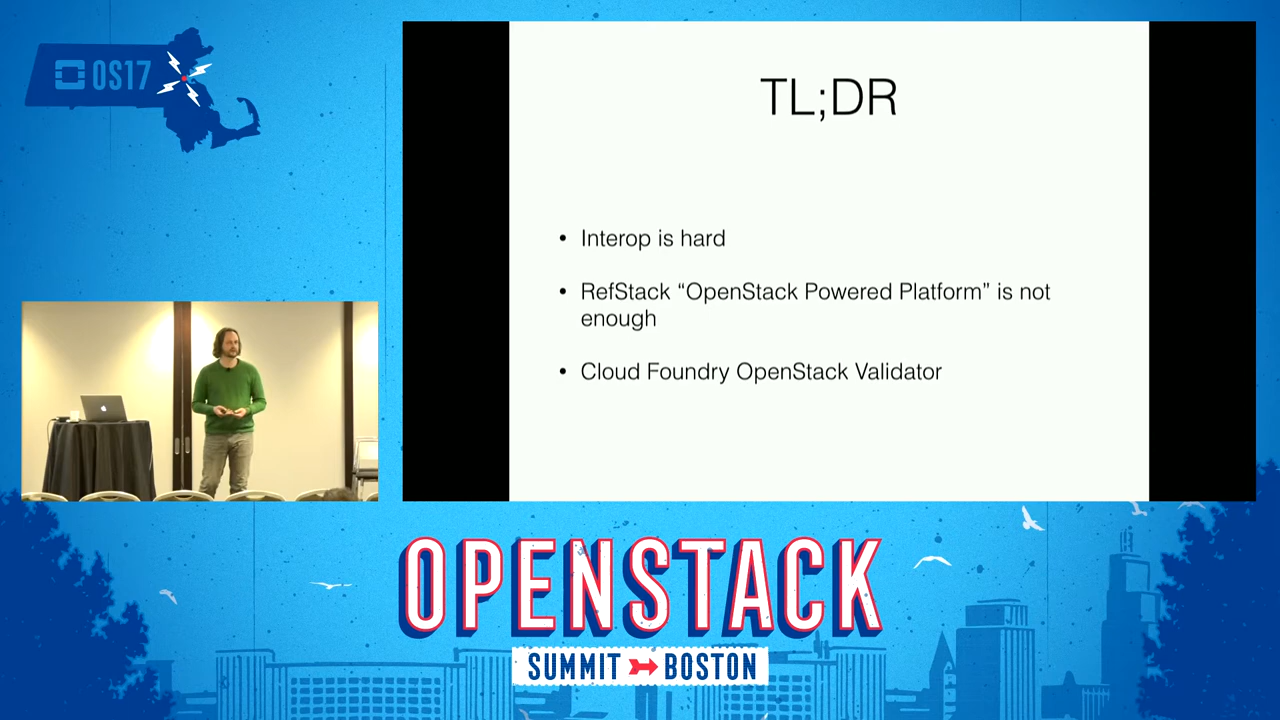 OS17
TL;DR
• Interop is hard
• RefStack “OpenStack Powered Platform” is not
enough
• Cloud Foundry OpenStack Validator
OPENSTACK
SUMMIT BOSTON